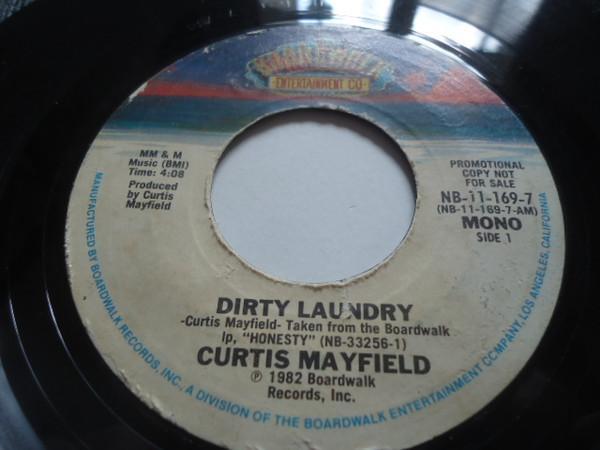 BOARDWALK
ENTERTAINMENT CO
MM & M
Music (BMI)
Time: 4:08
Produced
by Curtis
Mayfield
PROMOTIONAL
COPY NOT
FOR SALE
NB-11-169-7
(NB-11-169-7-AM)
MONO
SIDE 1
DIRTY LAUNDRY
-Curtis Mayfield- Taken from the Boardwalk
lp, "HONESTY" (NB-33256-1)
CURTIS MAYFIELD
℗ 1982 Boardwalk
Records, Inc.
MANUFACTURED BY BOARDWALK RECORDS, INC., A DIVISION OF THE BOARDWALK ENTERTAINMENT COMPANY, LOS ANGELES, CALIFORNIA